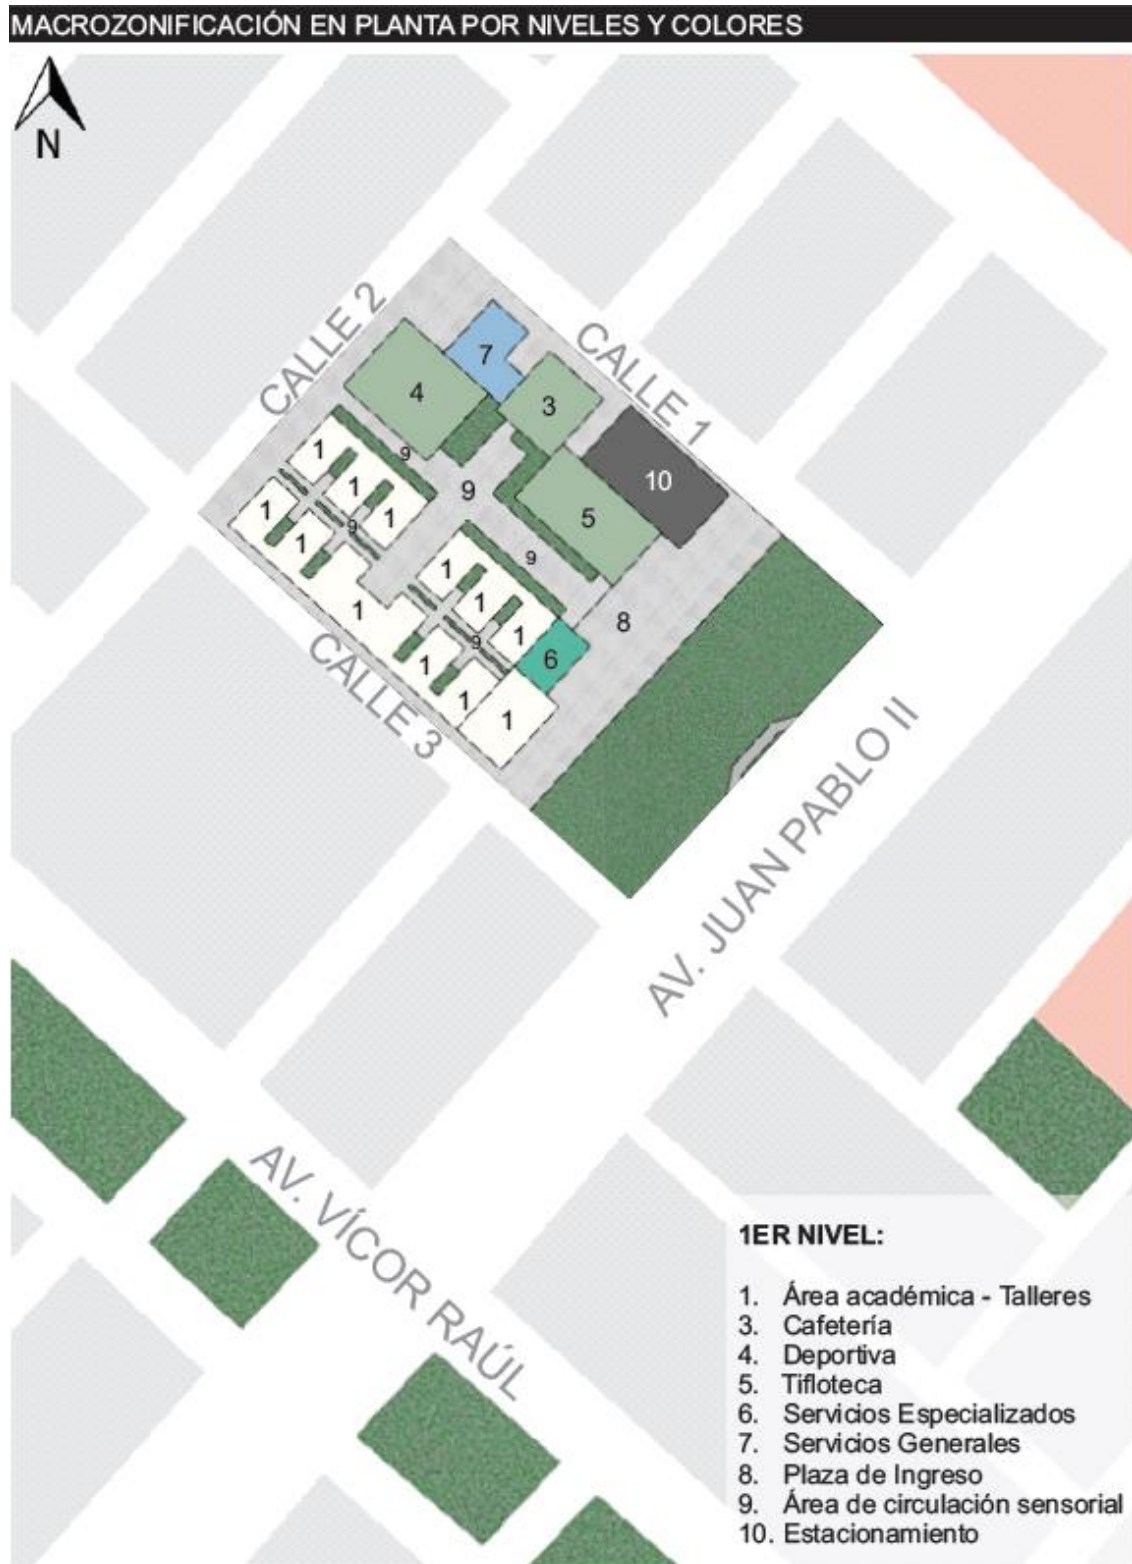 MACROZONIFICACIÓN EN PLANTA POR NIVELES Y COLORES
N
CALLE 2
CALLE 1
7
4
3
1
9
10
1
9
1
1
5
9
1
1
9
1
1
1
8
1
9
6
1
1
1
CALLE 3
AV. JUAN PABLO II
AV. VÍCOR RAÚL
1ER NIVEL:
1. Área académica - Talleres
3. Cafetería
4. Deportiva
5. Tifloteca
6. Servicios Especializados
7. Servicios Generales
8. Plaza de Ingreso
9. Área de circulación sensorial
10. Estacionamiento